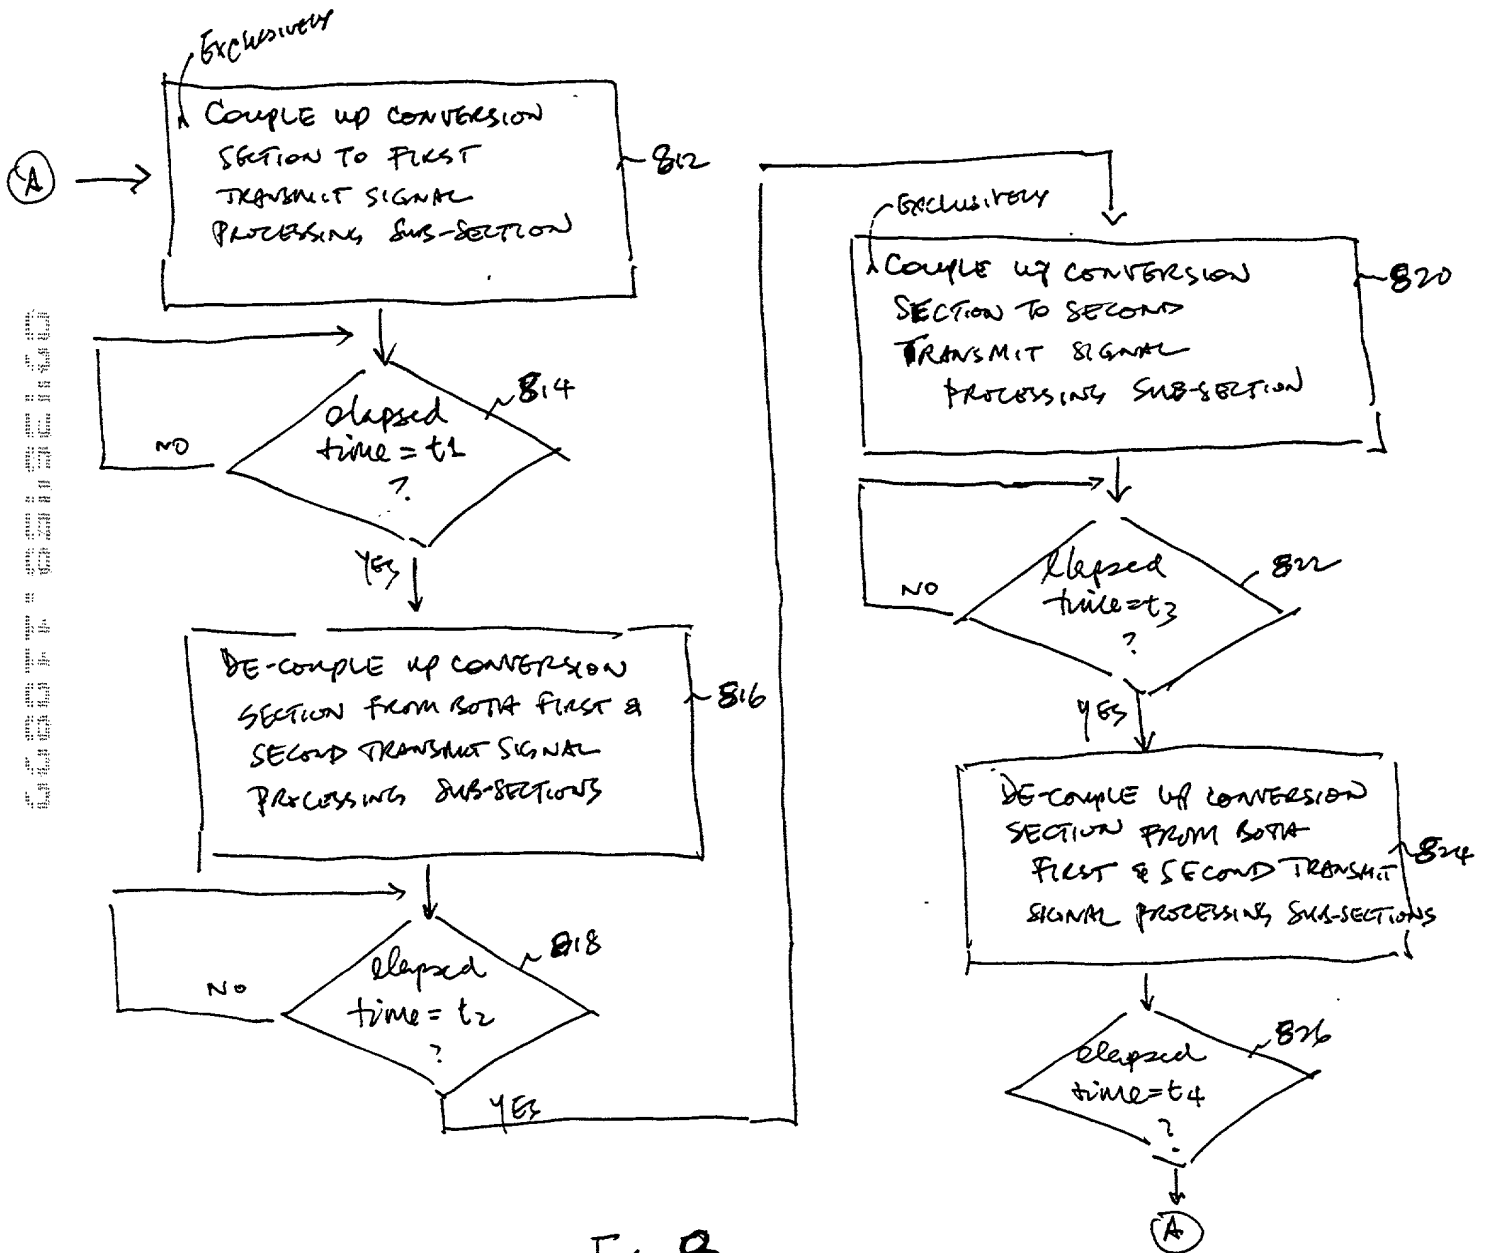 EXCLUSIVELY
COUPLE UP CONVERSION
SECTION TO FIRST
TRANSMIT SIGNAL
PROCESSING SUB-SECTION
812
A
814
elapsed
time = t1
?
NO
YES
DE-COUPLE UP CONVERSION
SECTION FROM BOTH FIRST &
SECOND TRANSMIT SIGNAL
PROCESSING SUB-SECTIONS
816
818
elapsed
time = t2
?
NO
YES
EXCLUSIVELY
COUPLE UP CONVERSION
SECTION TO SECOND
TRANSMIT SIGNAL
PROCESSING SUB-SECTION
820
elapsed
time = t3
?
822
NO
YES
DE-COUPLE UP CONVERSION
SECTION FROM BOTH
FIRST & SECOND TRANSMIT
SIGNAL PROCESSING SUB-SECTIONS
824
826
elapsed
time = t4
?
A